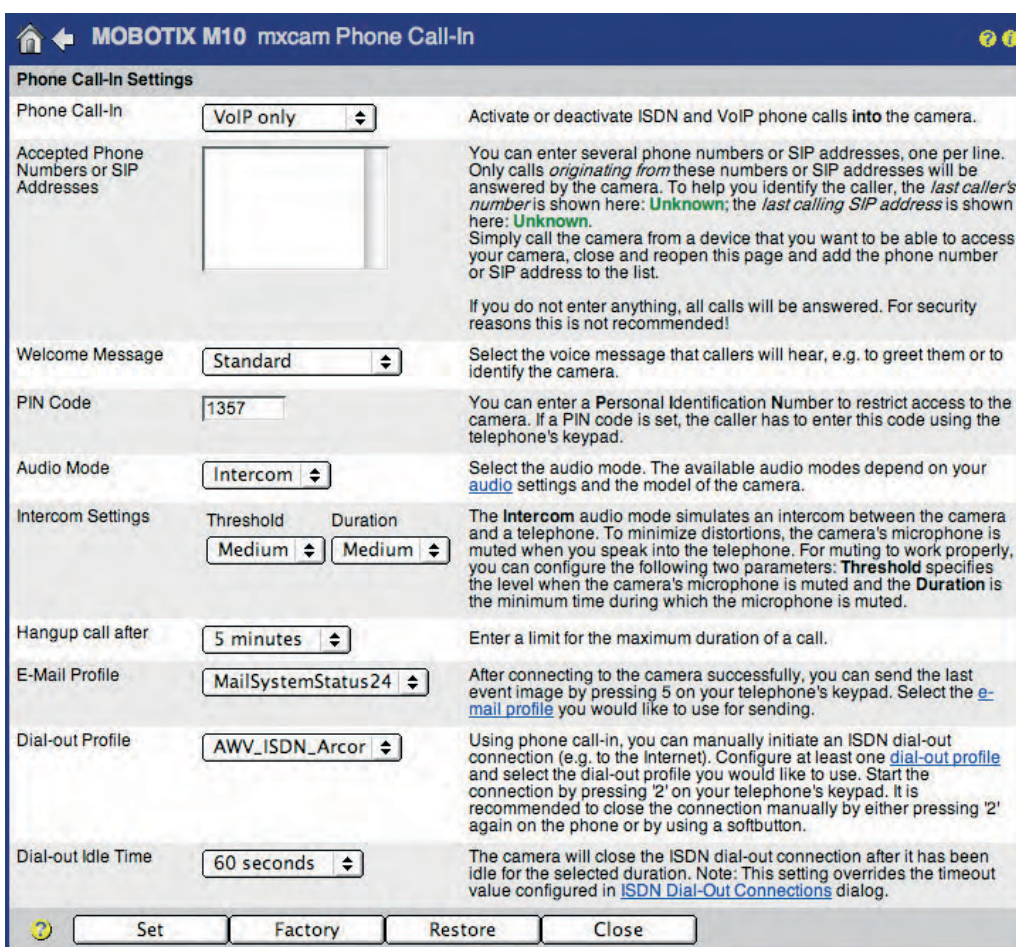 MOBOTIX M10 mxcam Phone Call-In
Phone Call-In Settings
Phone Call-In
VoIP only
Activate or deactivate ISDN and VoIP phone calls into the camera.
Accepted Phone
Numbers or SIP
Addresses
You can enter several phone numbers or SIP addresses, one per line.
Only calls originating from these numbers or SIP addresses will be
answered by the camera. To help you identify the caller, the last caller's
number is shown here: Unknown; the last calling SIP address is shown
here: Unknown.
Simply call the camera from a device that you want to be able to access
your camera, close and reopen this page and add the phone number
or SIP address to the list.
If you do not enter anything, all calls will be answered. For security
reasons this is not recommended!
Welcome Message
Standard
Select the voice message that callers will hear, e.g. to greet them or to
identify the camera.
PIN Code
1357
You can enter a Personal Identification Number to restrict access to the
camera. If a PIN code is set, the caller has to enter this code using the
telephone's keypad.
Audio Mode
Intercom
Select the audio mode. The available audio modes depend on your
audio settings and the model of the camera.
Intercom Settings
Threshold Duration
Medium Medium
The Intercom audio mode simulates an intercom between the camera
and a telephone. To minimize distortions, the camera's microphone is
muted when you speak into the telephone. For muting to work properly,
you can configure the following two parameters: Threshold specifies
the level when the camera's microphone is muted and the Duration is
the minimum time during which the microphone is muted.
Hangup call after
5 minutes
Enter a limit for the maximum duration of a call.
E-Mail Profile
MailSystemStatus24
After connecting to the camera successfully, you can send the last
event image by pressing 5 on your telephone's keypad. Select the e-
mail profile you would like to use for sending.
Dial-out Profile
AWV_ISDN_Arcor
Using phone call-in, you can manually initiate an ISDN dial-out
connection (e.g. to the Internet). Configure at least one dial-out profile
and select the dial-out profile you would like to use. Start the
connection by pressing '2' on your telephone's keypad. It is
recommended to close the connection manually by either pressing '2'
again on the phone or by using a softbutton.
Dial-out Idle Time
60 seconds
The camera will close the ISDN dial-out connection after it has been
idle for the selected duration. Note: This setting overrides the timeout
value configured in ISDN Dial-Out Connections dialog.
? Set Factory Restore Close